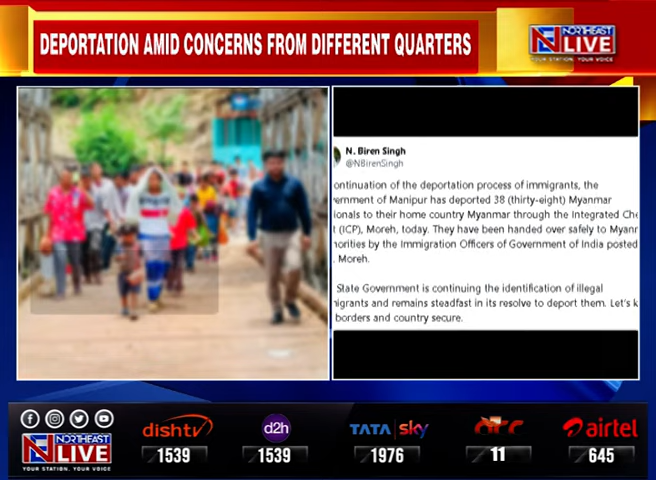 DEPORTATION AMID CONCERNS FROM DIFFERENT QUARTERS
NORTHEAST
LIVE
YOUR STATION. YOUR VOICE
N. Biren Singh
@NBirenSingh
ontinuation of the deportation process of immigrants, the
ernment of Manipur has deported 38 (thirty-eight) Myanmar
ionals to their home country Myanmar through the Integrated Che
t (ICP), Moreh, today. They have been handed over safely to Myanr
horities by the Immigration Officers of Government of India posted
. Moreh.
State Government is continuing the identification of illegal
nigrants and remains steadfast in its resolve to deport them. Let's k
borders and country secure.
NORTHEAST
LIVE
YOUR STATION. YOUR VOICE
dishtv
1539
d2h
1539
TATA sky
1976
11
airtel
645